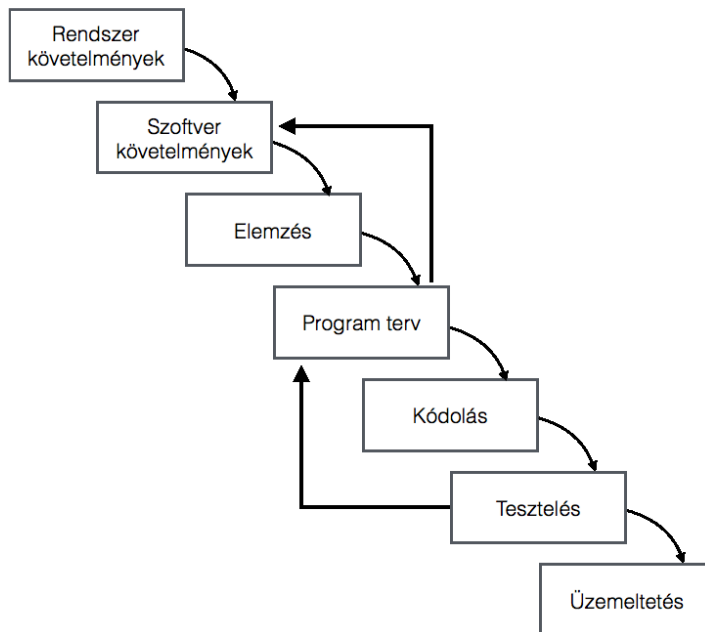 Rendszer
követelmények
Szoftver
követelmények
Elemzés
Program terv
Kódolás
Tesztelés
Üzemeltetés